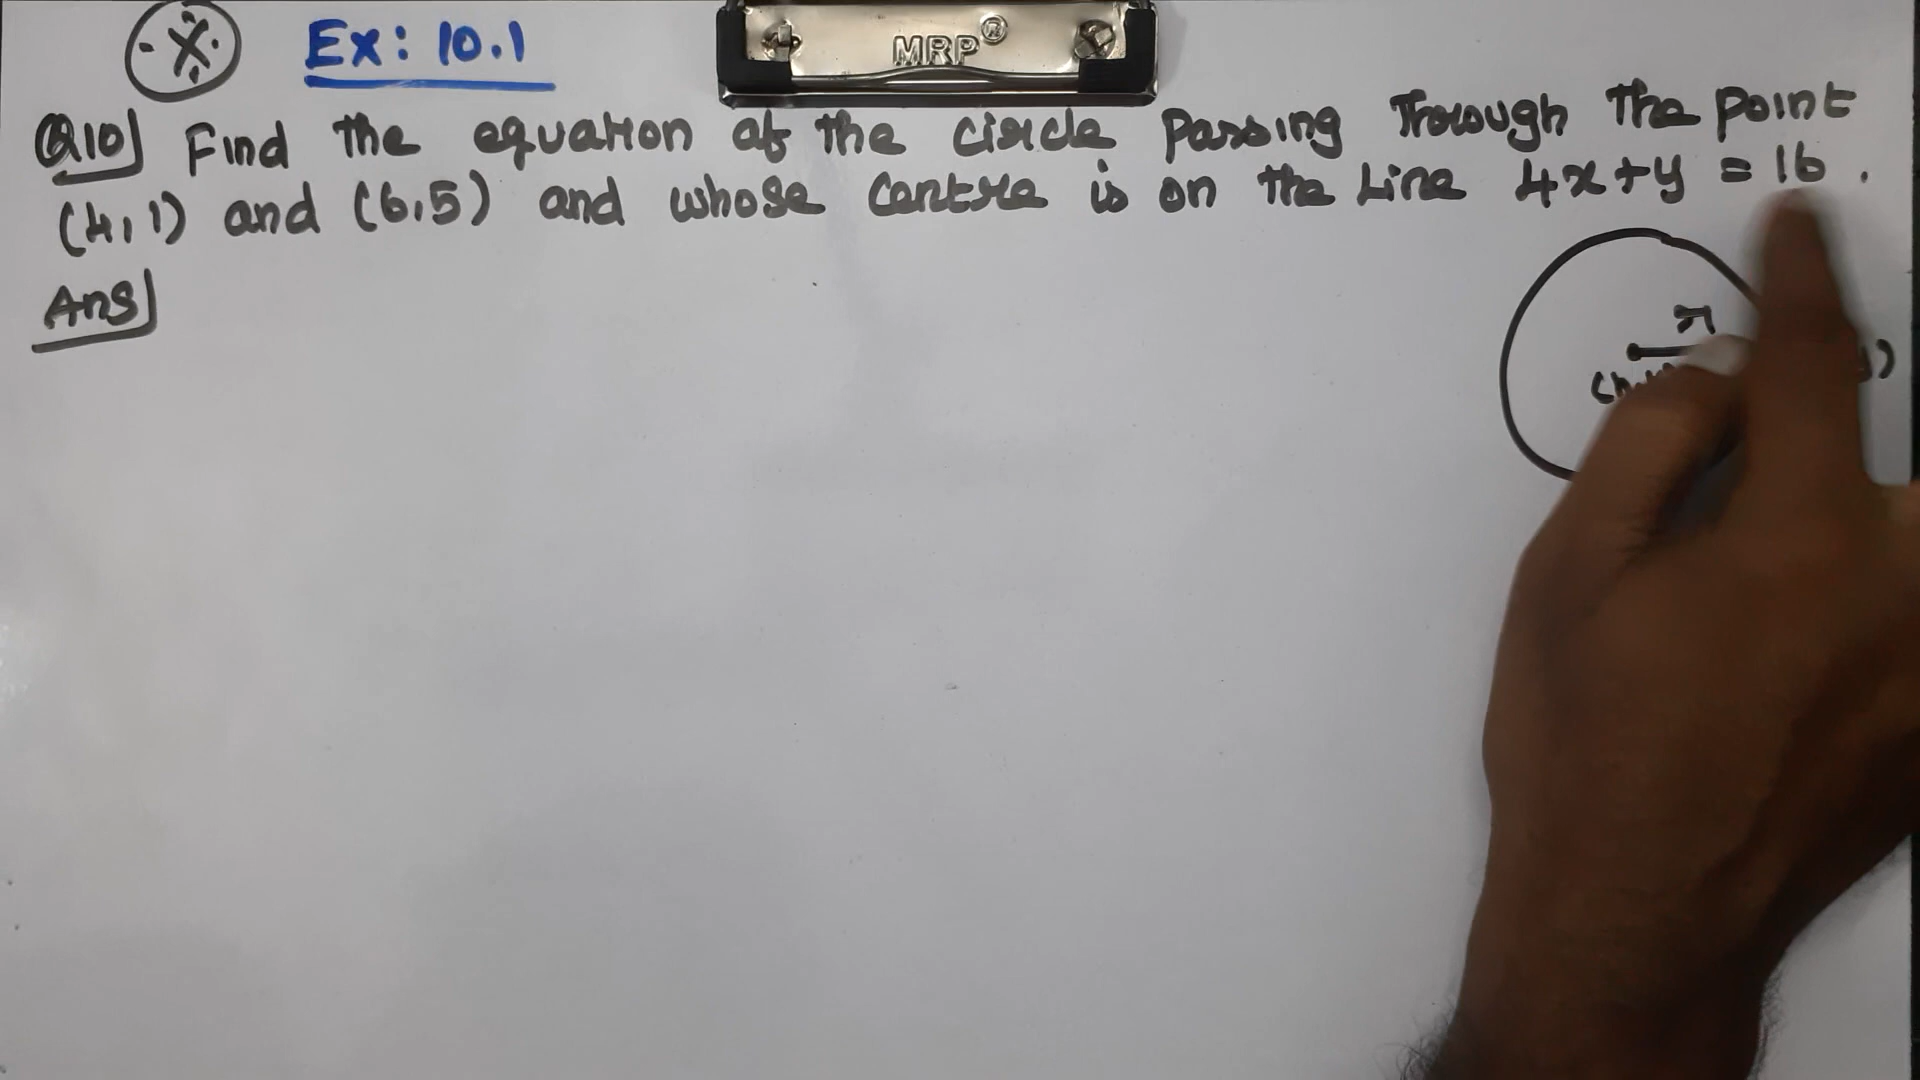 X Ex: 10.1
MRP®
Q10] Find the equation of the circle passing through the point
(4,1) and (6,5) and whose centre is on the line 4x+y = 16.
Ans]
r